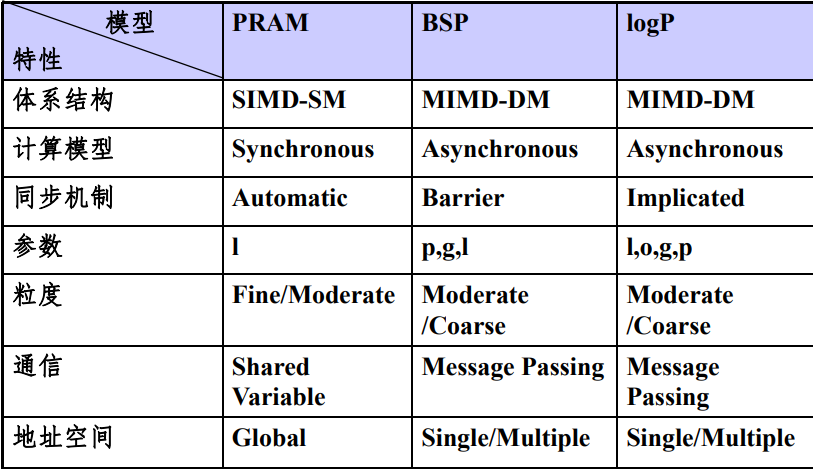 模型
特性
PRAM BSP logP
体系结构 SIMD-SM MIMD-DM MIMD-DM
计算模型 Synchronous Asynchronous Asynchronous
同步机制 Automatic Barrier Implicated
参数 l p,g,l l,o,g,p
粒度 Fine/Moderate Moderate /Coarse Moderate /Coarse
通信 Shared Variable Message Passing Message Passing
地址空间 Global Single/Multiple Single/Multiple